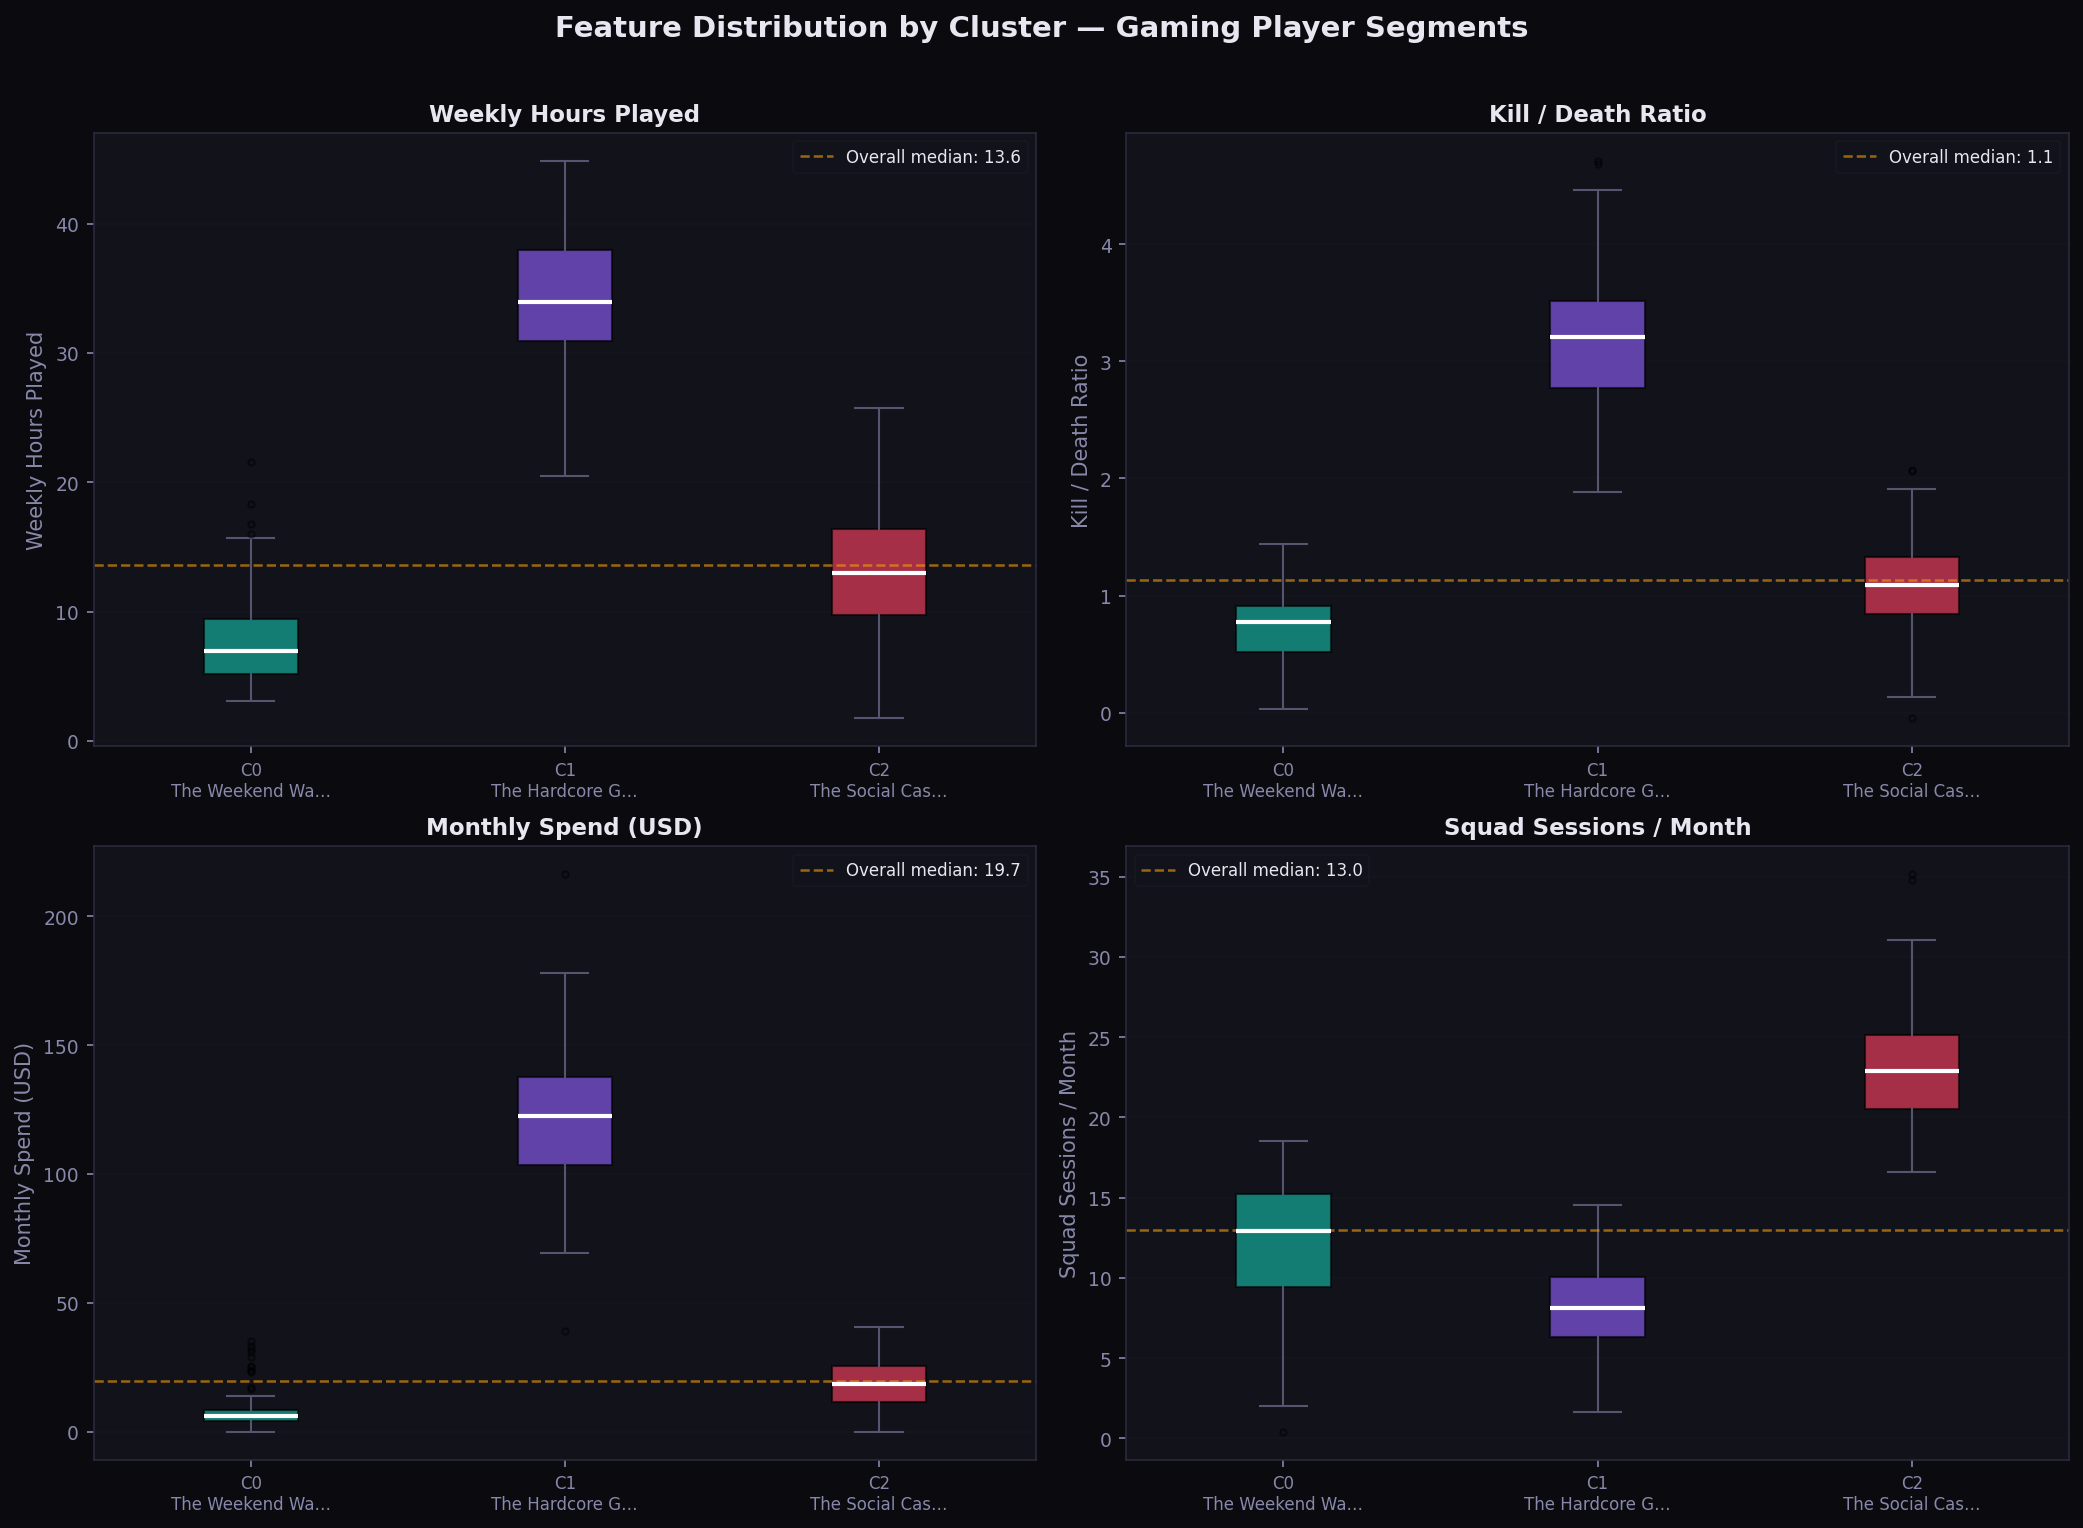 Feature Distribution by Cluster — Gaming Player Segments
Weekly Hours Played
Overall median: 13.6
Weekly Hours Played
40
30
20
10
0
C0
The Weekend Wa...
C1
The Hardcore G...
C2
The Social Cas...
Kill / Death Ratio
Overall median: 1.1
Kill / Death Ratio
4
3
2
1
0
C0
The Weekend Wa...
C1
The Hardcore G...
C2
The Social Cas...
Monthly Spend (USD)
Overall median: 19.7
Monthly Spend (USD)
200
150
100
50
0
C0
The Weekend Wa...
C1
The Hardcore G...
C2
The Social Cas...
Squad Sessions / Month
Overall median: 13.0
Squad Sessions / Month
35
30
25
20
15
10
5
0
C0
The Weekend Wa...
C1
The Hardcore G...
C2
The Social Cas...